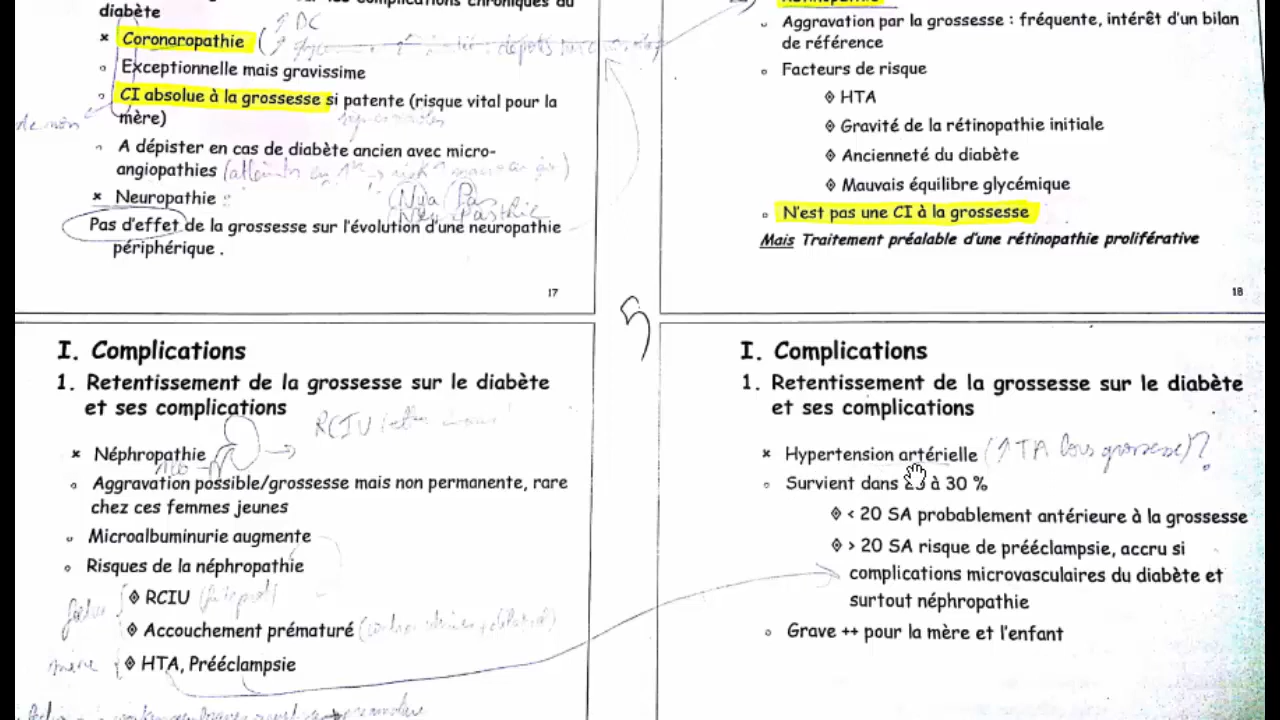 diabète
× Coronaropathie (↑ DC
◦ Exceptionnelle mais gravissime
◦ CI absolue à la grossesse si patente (risque vital pour la
mère)
◦ A dépister en cas de diabète ancien avec micro-
angiopathies
× Neuropathie :
Pas d'effet de la grossesse sur l'évolution d'une neuropathie
périphérique .
17
◦ Aggravation par la grossesse : fréquente, intérêt d'un bilan
de référence
◦ Facteurs de risque
HTA
Gravité de la rétinopathie initiale
Ancienneté du diabète
Mauvais équilibre glycémique
◦ N'est pas une CI à la grossesse
Mais Traitement préalable d'une rétinopathie proliférative
18
I. Complications
1. Retentissement de la grossesse sur le diabète
et ses complications
RCIU
× Néphropathie
◦ Aggravation possible/grossesse mais non permanente, rare
chez ces femmes jeunes
◦ Microalbuminurie augmente
◦ Risques de la néphropathie
RCIU
Accouchement prématuré
mère HTA, Prééclampsie
I. Complications
1. Retentissement de la grossesse sur le diabète
et ses complications
× Hypertension artérielle (↑ TA lors grossesse) ?
◦ Survient dans à 30 %
< 20 SA probablement antérieure à la grossesse
> 20 SA risque de prééclampsie, accru si
complications microvasculaires du diabète et
surtout néphropathie
◦ Grave ++ pour la mère et l'enfant